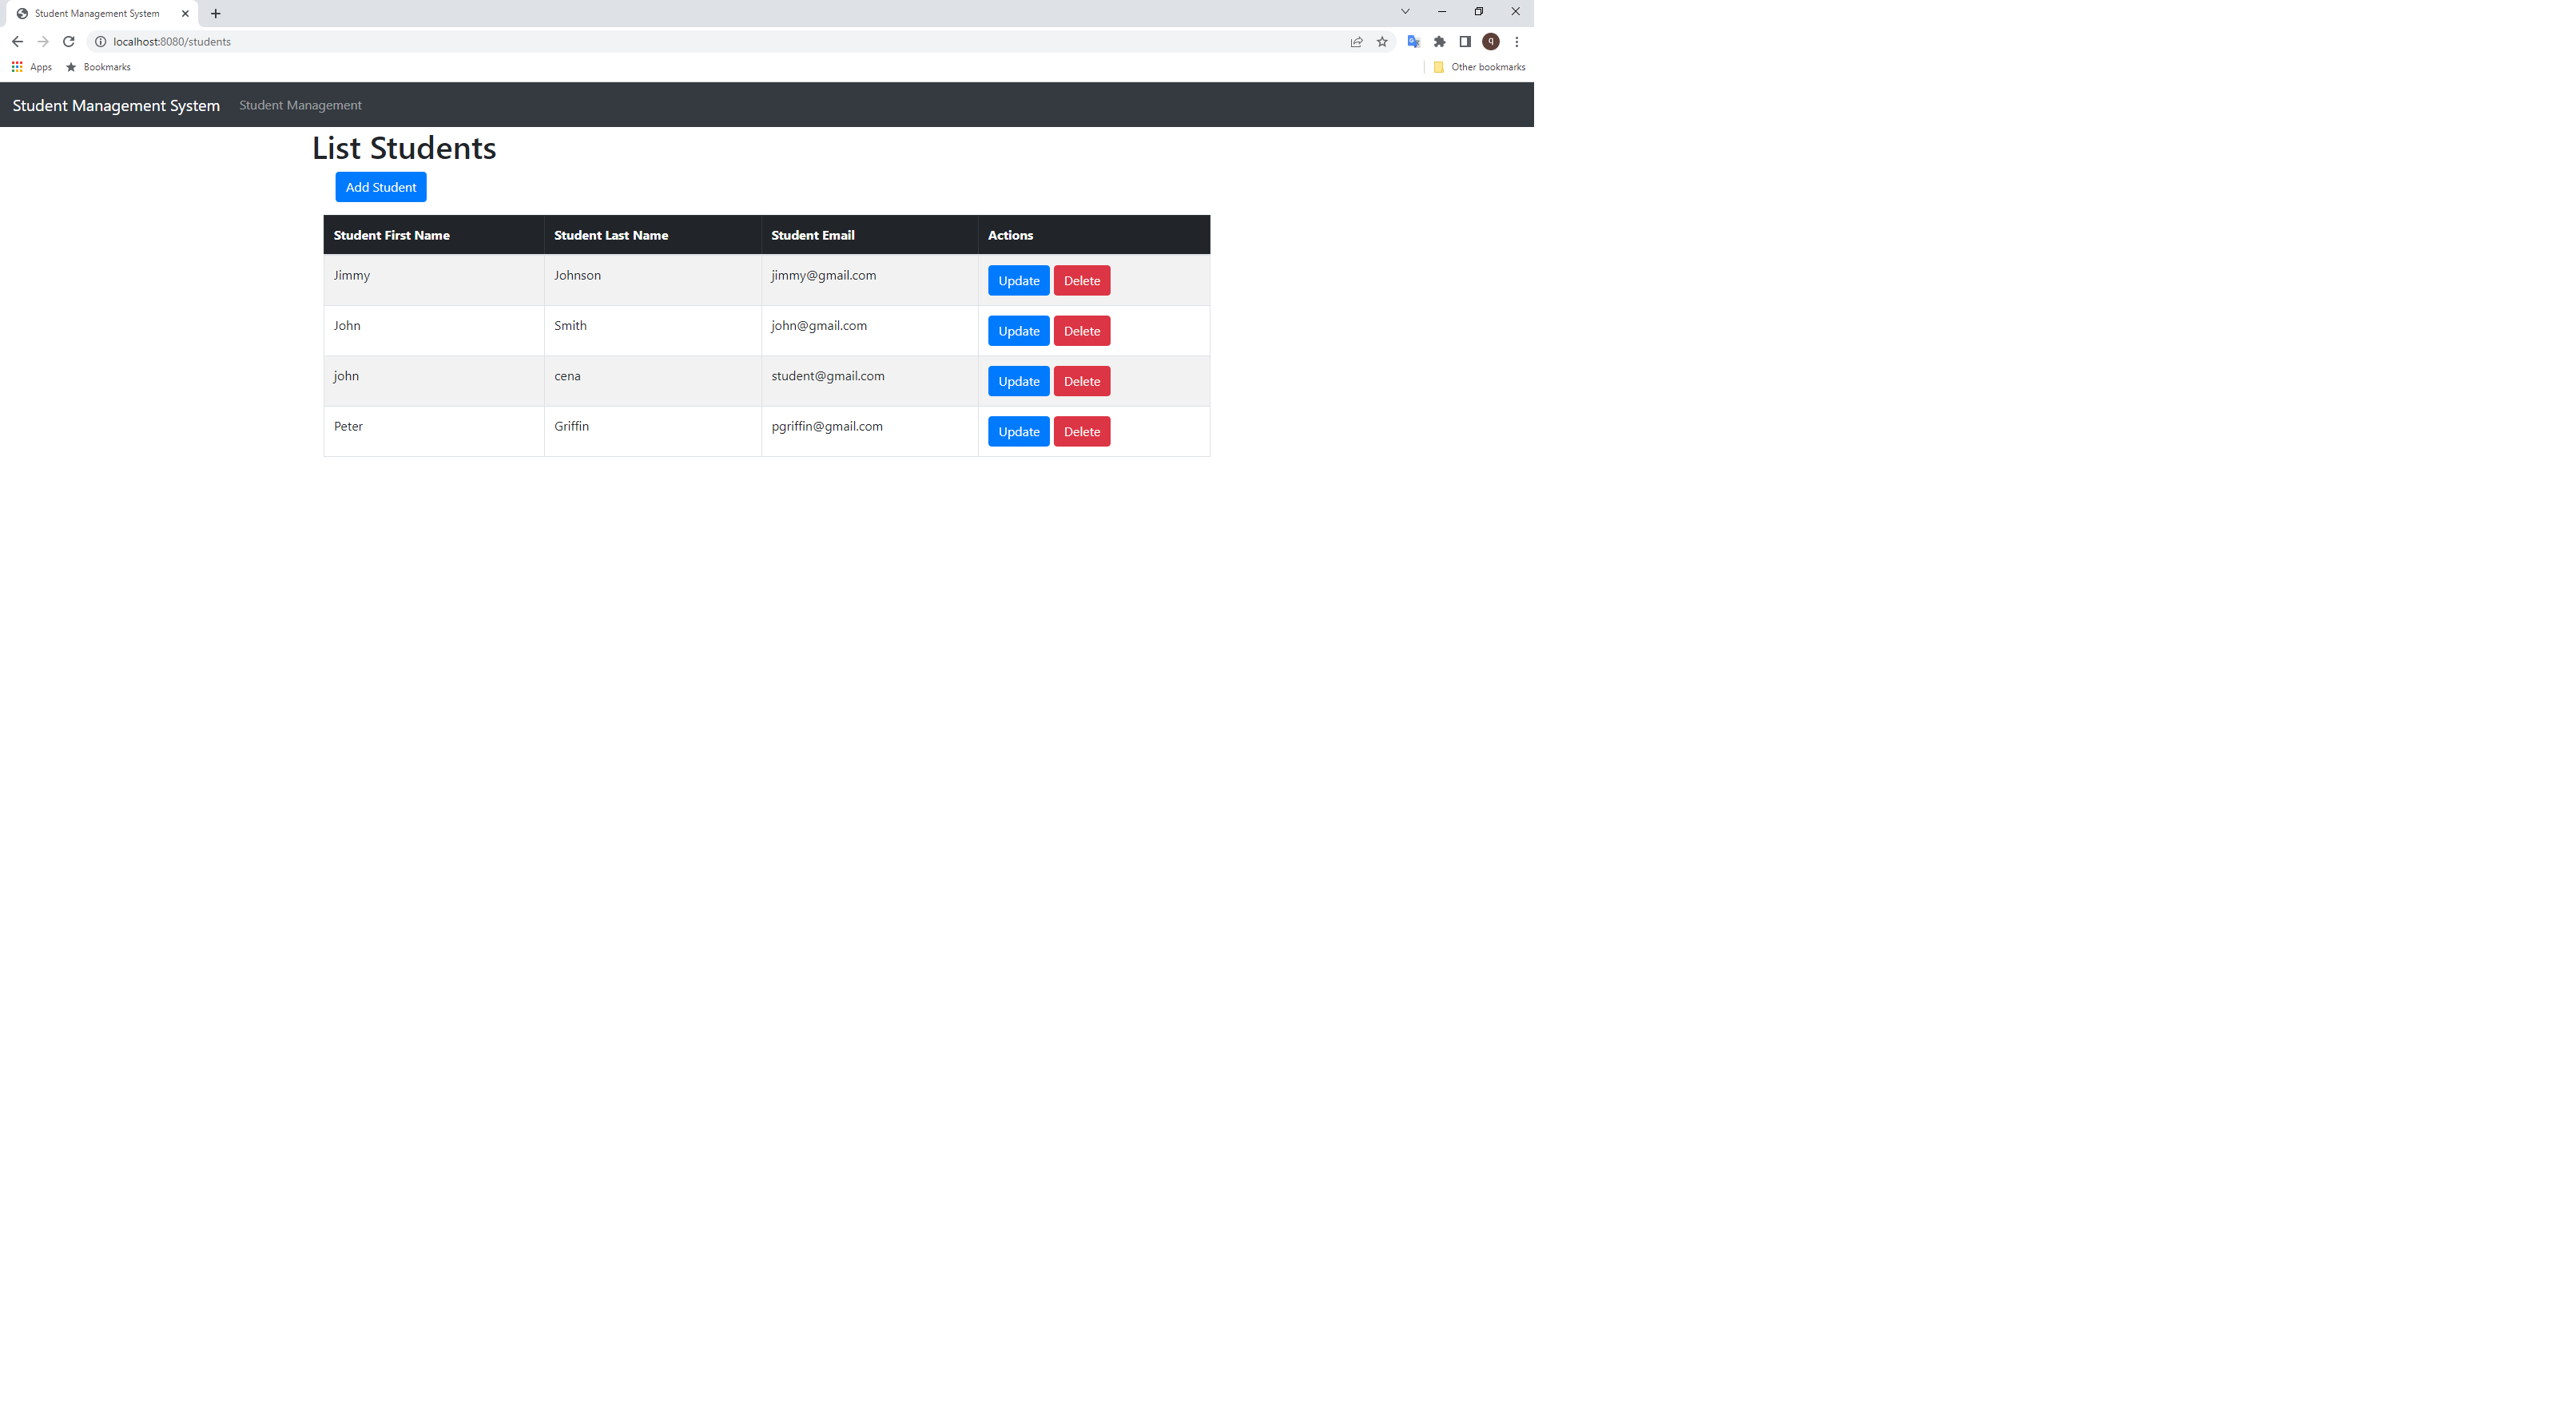 Student Management System
localhost:8080/students
q
Apps Bookmarks Other bookmarks
Student Management System Student Management
List Students
Add Student
Student First Name Student Last Name Student Email Actions
Jimmy Johnson jimmy@gmail.com Update Delete
John Smith john@gmail.com Update Delete
john cena student@gmail.com Update Delete
Peter Griffin pgriffin@gmail.com Update Delete